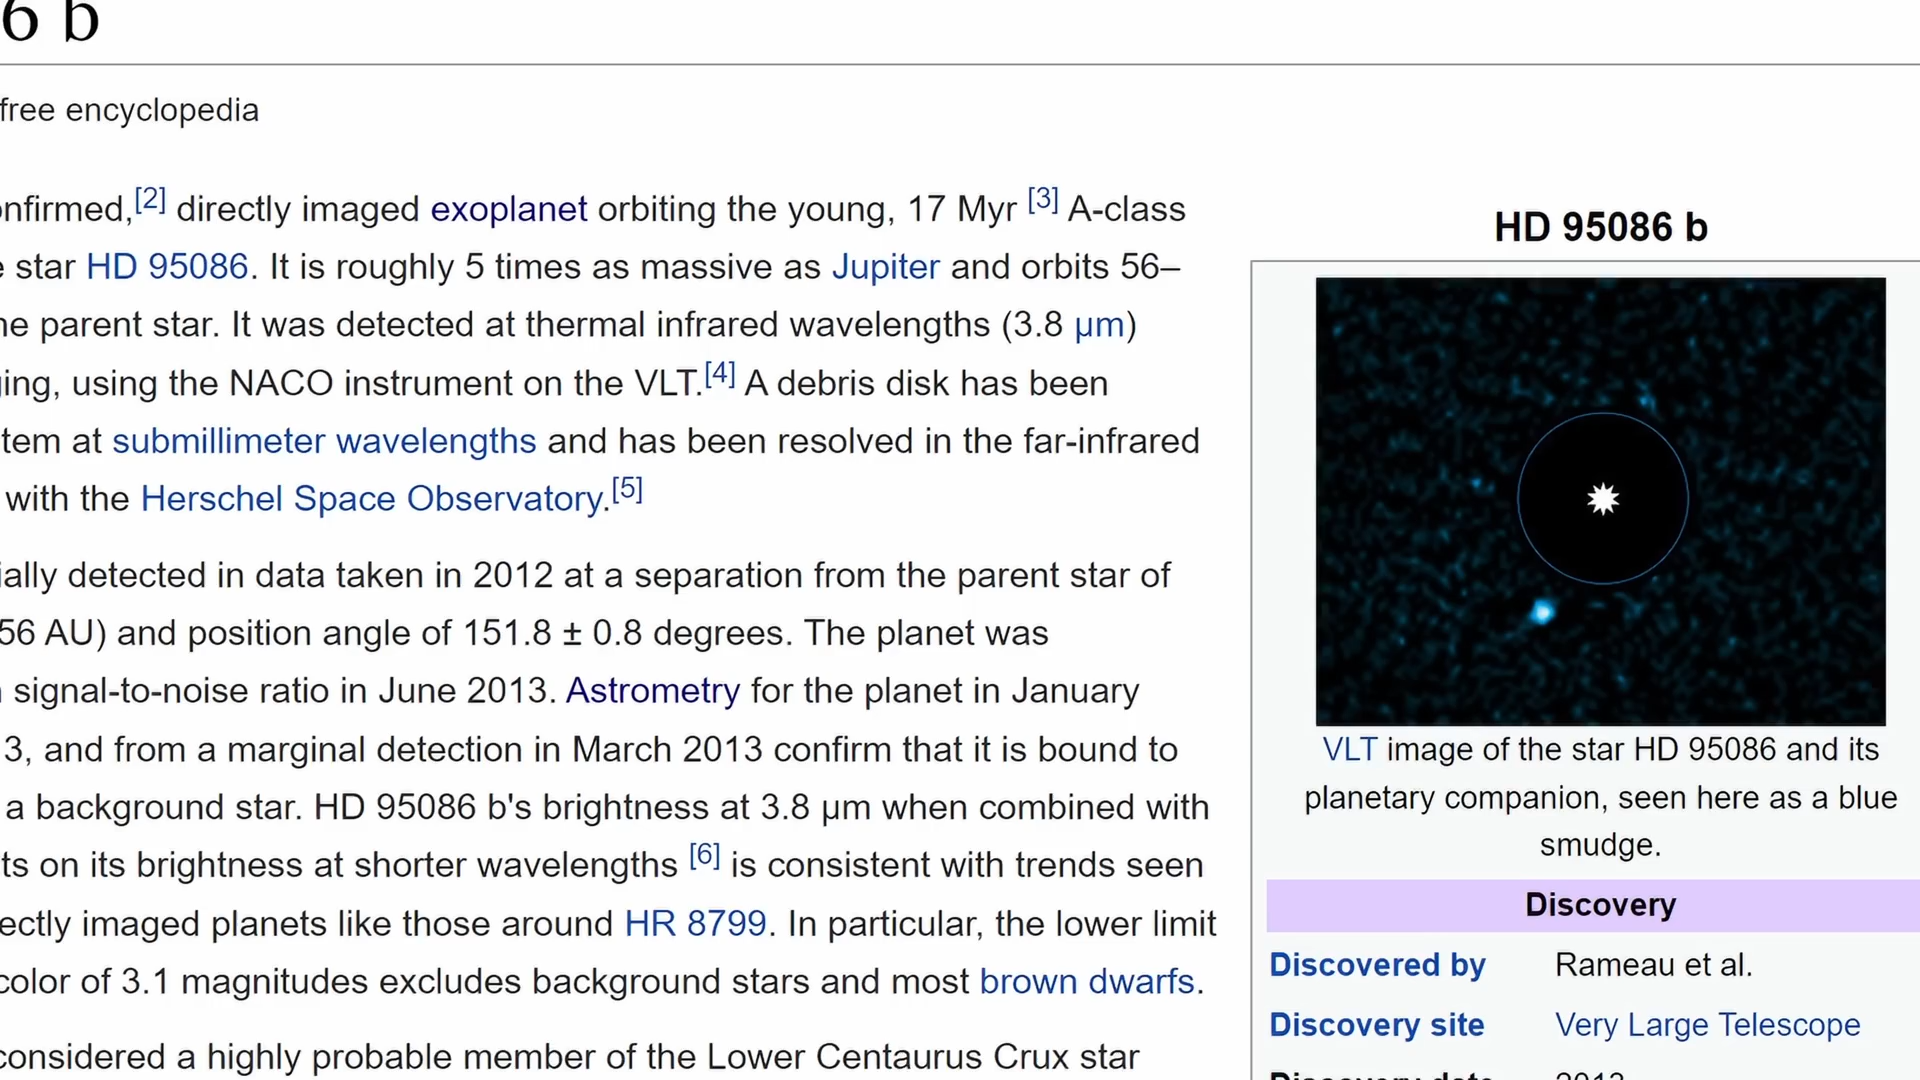 6 b
free encyclopedia
onfirmed,[2] directly imaged exoplanet orbiting the young, 17 Myr [3] A-class
e star HD 95086. It is roughly 5 times as massive as Jupiter and orbits 56–
he parent star. It was detected at thermal infrared wavelengths (3.8 μm)
ging, using the NACO instrument on the VLT.[4] A debris disk has been
tem at submillimeter wavelengths and has been resolved in the far-infrared
with the Herschel Space Observatory.[5]
ially detected in data taken in 2012 at a separation from the parent star of
56 AU) and position angle of 151.8 ± 0.8 degrees. The planet was
signal-to-noise ratio in June 2013. Astrometry for the planet in January
3, and from a marginal detection in March 2013 confirm that it is bound to
a background star. HD 95086 b's brightness at 3.8 μm when combined with
ts on its brightness at shorter wavelengths [6] is consistent with trends seen
ectly imaged planets like those around HR 8799. In particular, the lower limit
color of 3.1 magnitudes excludes background stars and most brown dwarfs.
considered a highly probable member of the Lower Centaurus Crux star
HD 95086 b
VLT image of the star HD 95086 and its
planetary companion, seen here as a blue
smudge.
Discovery
Discovered by Rameau et al.
Discovery site Very Large Telescope
Discovery date 2013